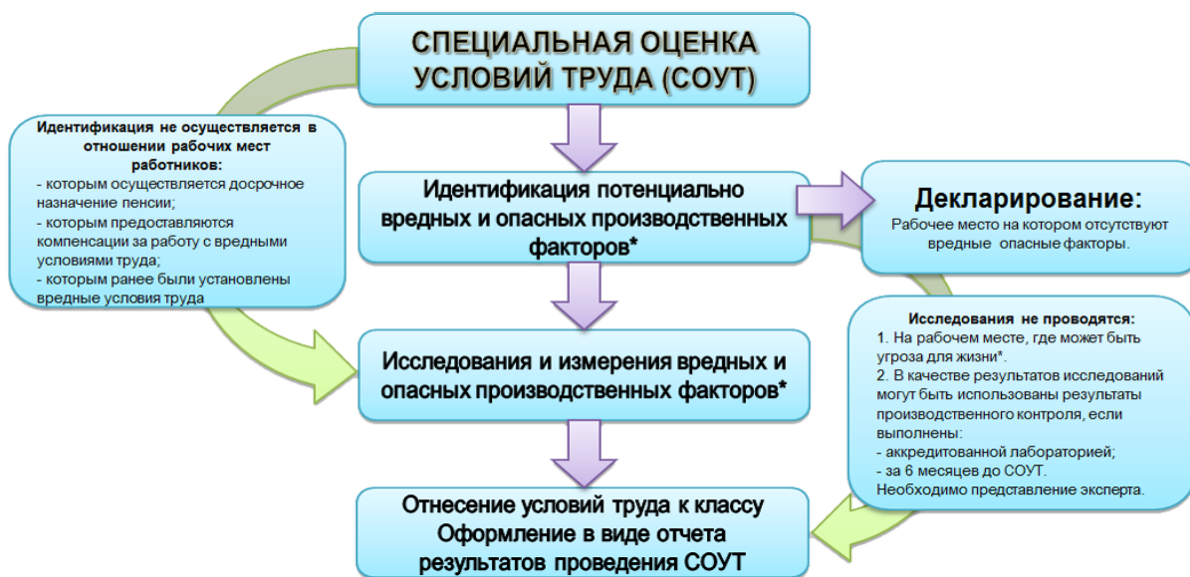 СПЕЦИАЛЬНАЯ ОЦЕНКА
УСЛОВИЙ ТРУДА (СОУТ)
Идентификация не осуществляется в
отношении рабочих мест
работников:
- которым осуществляется досрочное
назначение пенсии;
- которым предоставляются
компенсации за работу с вредными
условиями труда;
- которым ранее были установлены
вредные условия труда
Идентификация потенциально
вредных и опасных производственных
факторов*
Декларирование:
Рабочее место на котором отсутствуют
вредные опасные факторы.
Исследования и измерения вредных и
опасных производственных факторов*
Исследования не проводятся:
1. На рабочем месте, где может быть
угроза для жизни*.
2. В качестве результатов исследований
могут быть использованы результаты
производственного контроля, если
выполнены:
- аккредитованной лабораторией;
- за 6 месяцев до СОУТ.
Необходимо представление эксперта.
Отнесение условий труда к классу
Оформление в виде отчета
результатов проведения СОУТ